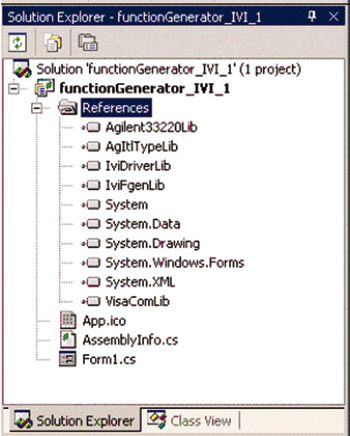 Solution Explorer - functionGenerator_IVI_1
Solution 'functionGenerator_IVI_1' (1 project)
functionGenerator_IVI_1
References
Agilent33220Lib
AgItlTypeLib
IviDriverLib
IviFgenLib
System
System.Data
System.Drawing
System.Windows.Forms
System.XML
VisaComLib
App.ico
AssemblyInfo.cs
Form1.cs
Solution Explorer Class View